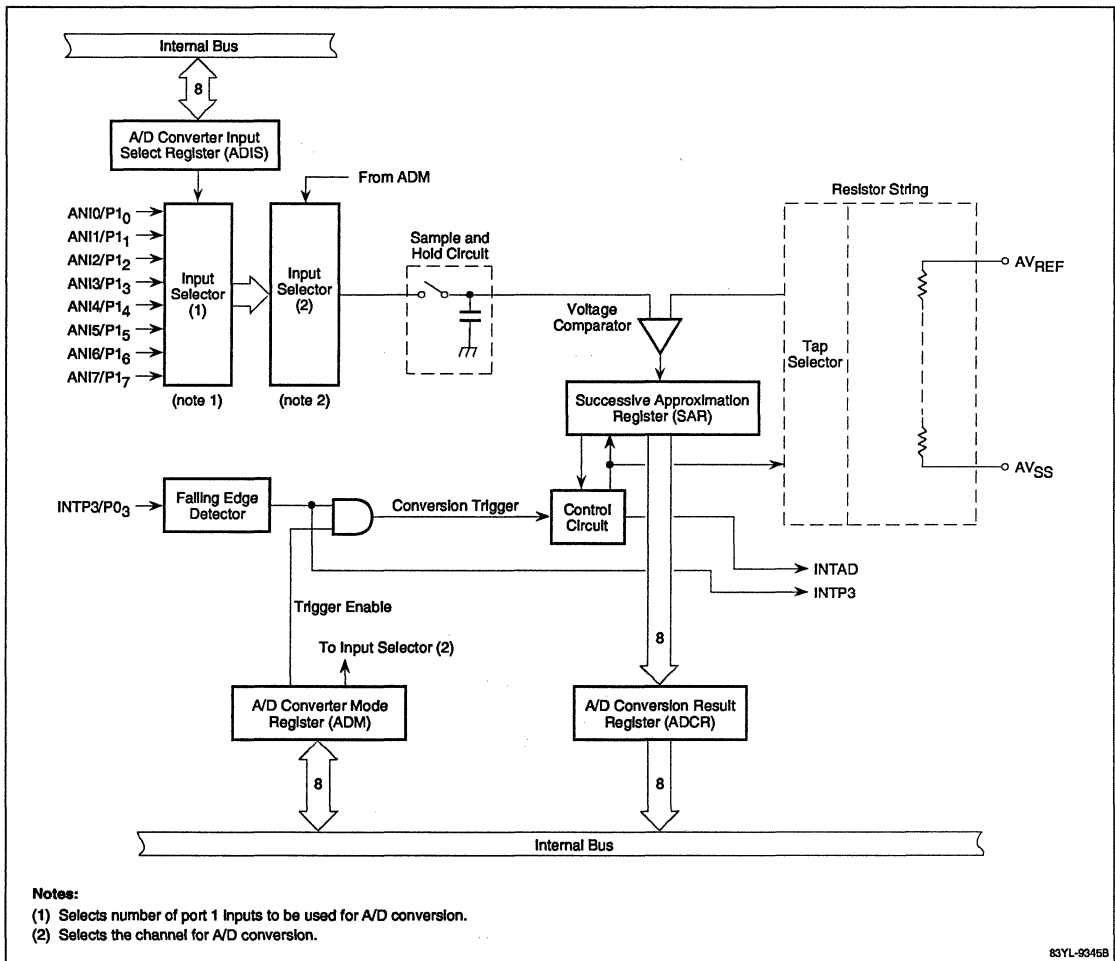 Internal Bus
8
A/D Converter Input
Select Register (ADIS)
From ADM
Resistor String
ANI0/P1₀
ANI1/P1₁
ANI2/P1₂
ANI3/P1₃
ANI4/P1₄
ANI5/P1₅
ANI6/P1₆
ANI7/P1₇
Input
Selector
(1)
(note 1)
Input
Selector
(2)
(note 2)
Sample and
Hold Circuit
Voltage
Comparator
Tap
Selector
AV_REF
AV_SS
Successive Approximation
Register (SAR)
INTP3/P0₃
Falling Edge
Detector
Conversion Trigger
Control
Circuit
INTAD
INTP3
Trigger Enable
To Input Selector (2)
8
A/D Converter Mode
Register (ADM)
A/D Conversion Result
Register (ADCR)
8
8
Internal Bus
Notes:
(1) Selects number of port 1 inputs to be used for A/D conversion.
(2) Selects the channel for A/D conversion.
83YL-9345B